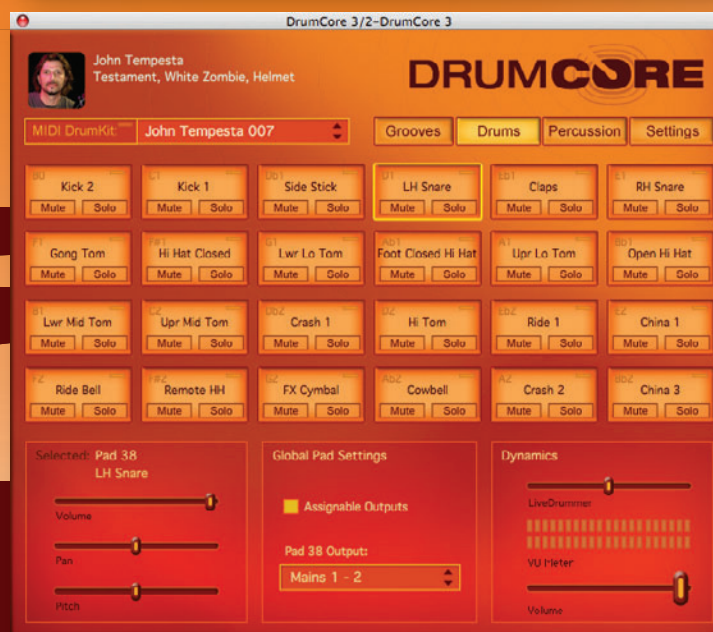 DrumCore 3/2-DrumCore 3
John Tempesta
Testament, White Zombie, Helmet
DRUMCORE
MIDI DrumKit: John Tempesta 007
Grooves Drums Percussion Settings
B0 C1 Db1 D1 Eb1 E1
Kick 2 Kick 1 Side Stick LH Snare Claps RH Snare
Mute Solo Mute Solo Mute Solo Mute Solo Mute Solo Mute Solo
F1 F#1 G1 Ab1 A1 Bb1
Gong Tom Hi Hat Closed Lwr Lo Tom Foot Closed Hi Hat Upr Lo Tom Open Hi Hat
Mute Solo Mute Solo Mute Solo Mute Solo Mute Solo Mute Solo
B1 C2 Db2 D2 Eb2 E2
Lwr Mid Tom Upr Mid Tom Crash 1 Hi Tom Ride 1 China 1
Mute Solo Mute Solo Mute Solo Mute Solo Mute Solo Mute Solo
F2 F#2 G2 Ab2 A2 Bb2
Ride Bell Remote HH FX Cymbal Cowbell Crash 2 China 3
Mute Solo Mute Solo Mute Solo Mute Solo Mute Solo Mute Solo
Selected: Pad 38
LH Snare
Volume
Pan
Pitch
Global Pad Settings
Assignable Outputs
Pad 38 Output:
Mains 1 - 2
Dynamics
LiveDrummer
VU Meter
Volume